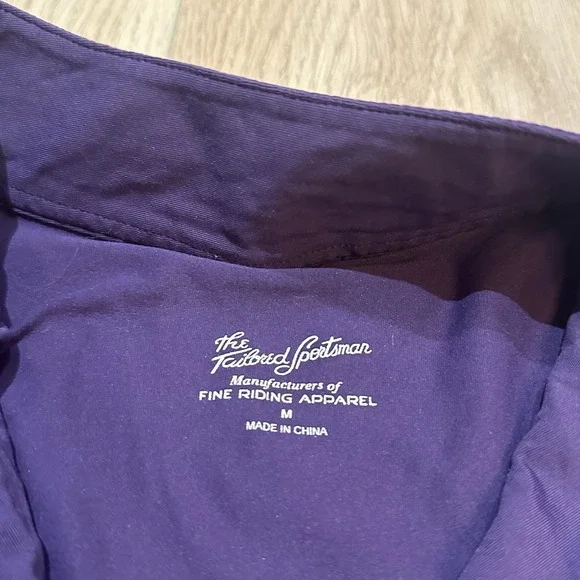 The
Tailored Sportsman
Manufacturers of
FINE RIDING APPAREL
M
MADE IN CHINA